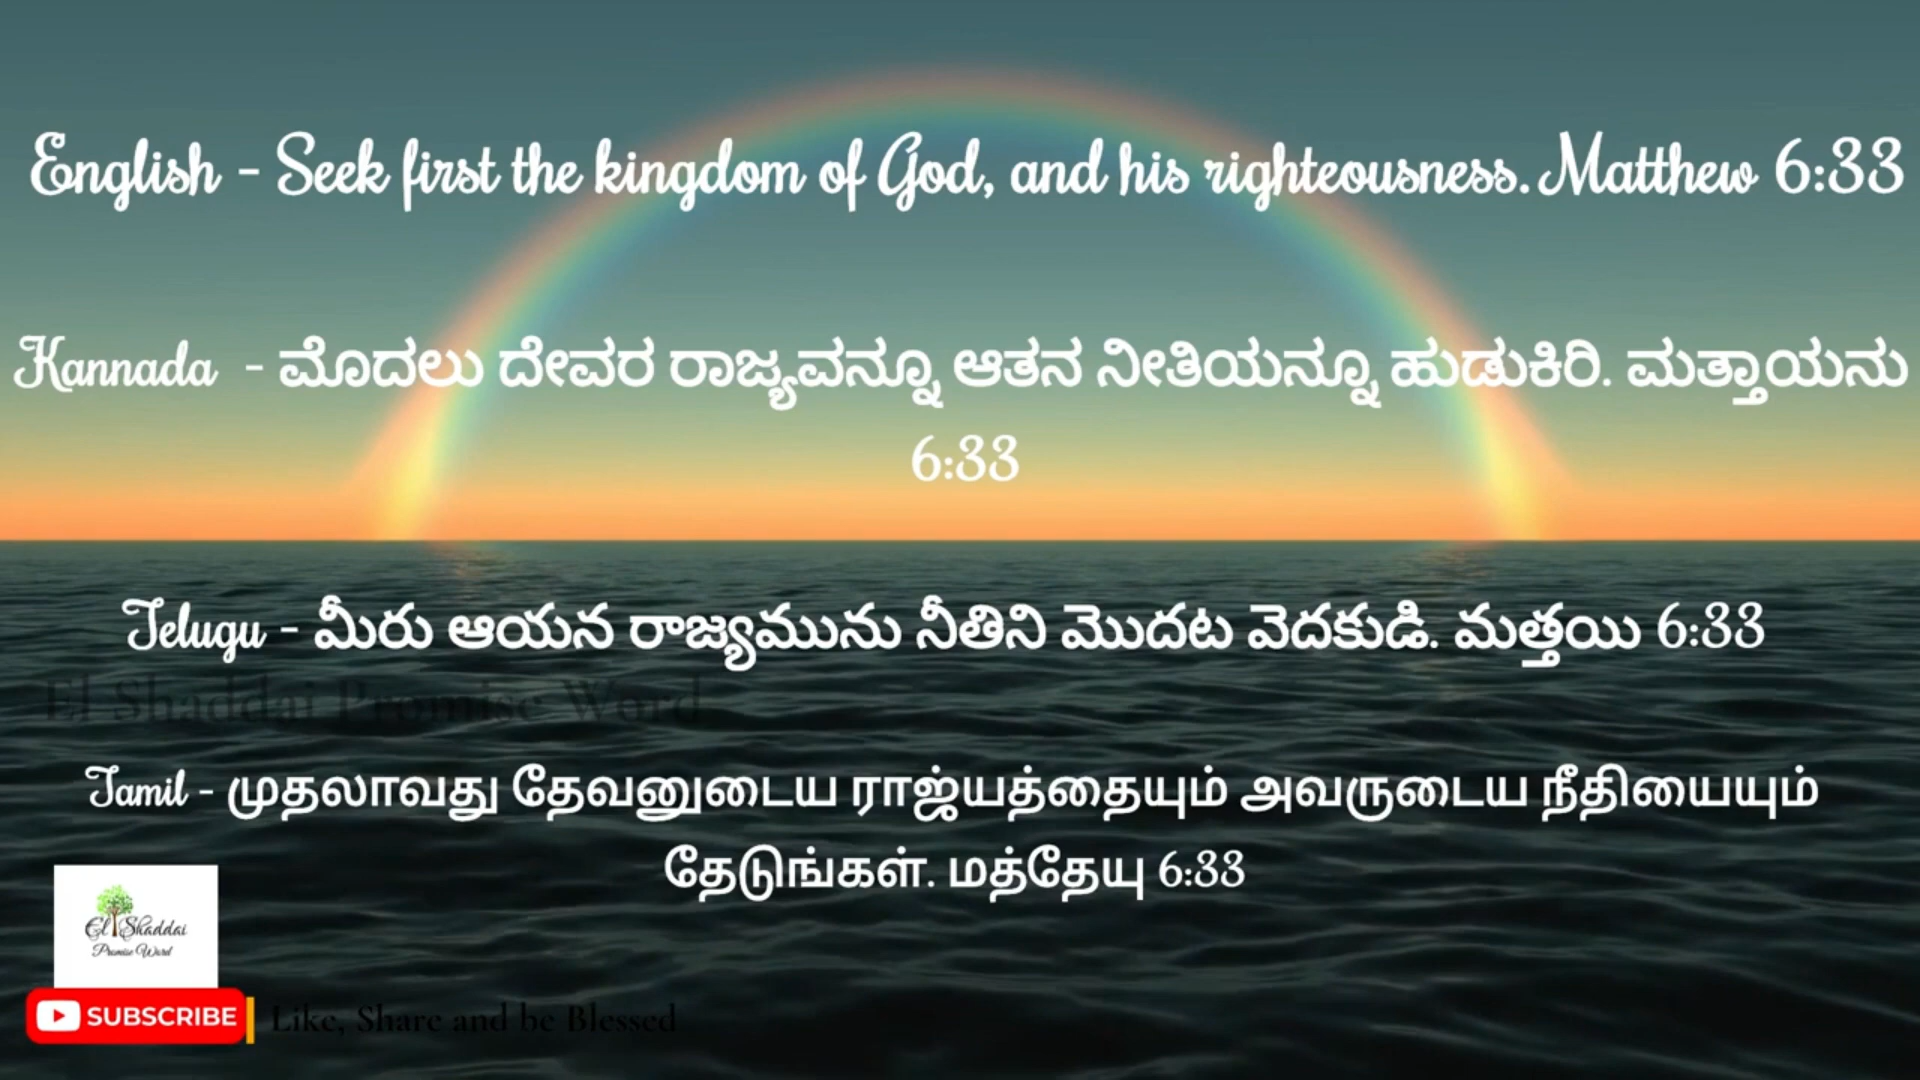 English - Seek first the kingdom of God, and his righteousness. Matthew 6:33
Kannada - ಮೊದಲು ದೇವರ ರಾಜ್ಯವನ್ನೂ ಆತನ ನೀತಿಯನ್ನೂ ಹುಡುಕಿರಿ. ಮತ್ತಾಯನು
6:33
Telugu - మీరు ఆయన రాజ్యమును నీతిని మొదట వెదకుడి. మత్తయి 6:33
El Shaddai Promise Word
Tamil - முதலாவது தேவனுடைய ராஜ்யத்தையும் அவருடைய நீதியையும்
தேடுங்கள். மத்தேயு 6:33
El Shaddai
Promise Word
SUBSCRIBE
Like, Share and be Blessed